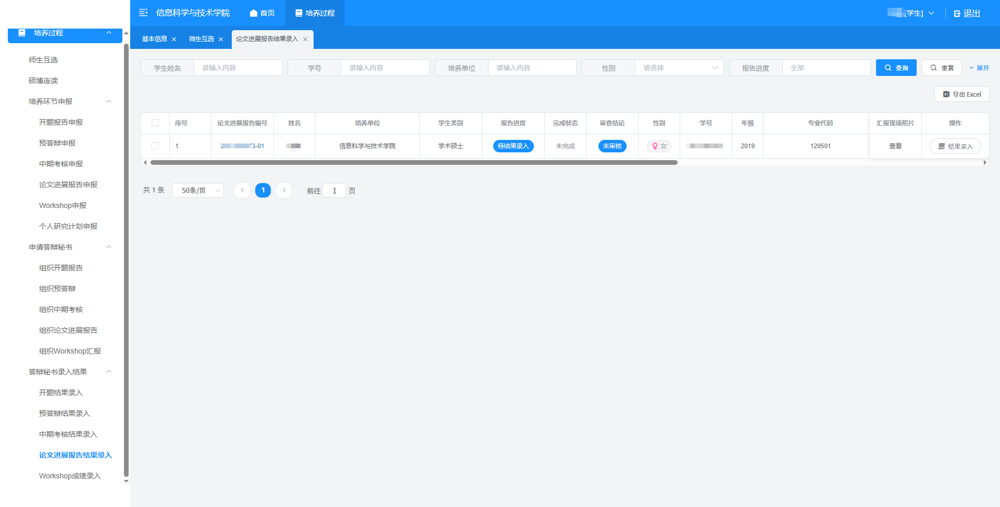 信息科学与技术学院 首页 培养过程 [学生] 退出
培养过程
基本信息 师生互选 论文进展报告结果录入
师生互选
硕博连读
培养环节申报
开题报告申报
预答辩申报
中期考核申报
论文进展报告申报
Workshop申报
个人研究计划申报
申请答辩秘书
组织开题报告
组织预答辩
组织中期考核
组织论文进展报告
组织Workshop汇报
答辩秘书录入结果
开题结果录入
预答辩结果录入
中期考核结果录入
论文进展报告结果录入
Workshop成绩录入
学生姓名 请输入内容 学号 请输入内容 培养单位 请输入内容 性别 请选择 报告进度 全部 查询 重置 展开
导出 Excel
序号 论文进展报告编号 姓名 培养单位 学生类别 报告进度 完成状态 审查结论 性别 学号 年级 专业代码 汇报现场照片 操作
1 2 73-01 信息科学与技术学院 学术硕士 待结果录入 未完成 未审核 女 2019 120501 查看 结果录入
共 1 条 50条/页 1 前往 1 页